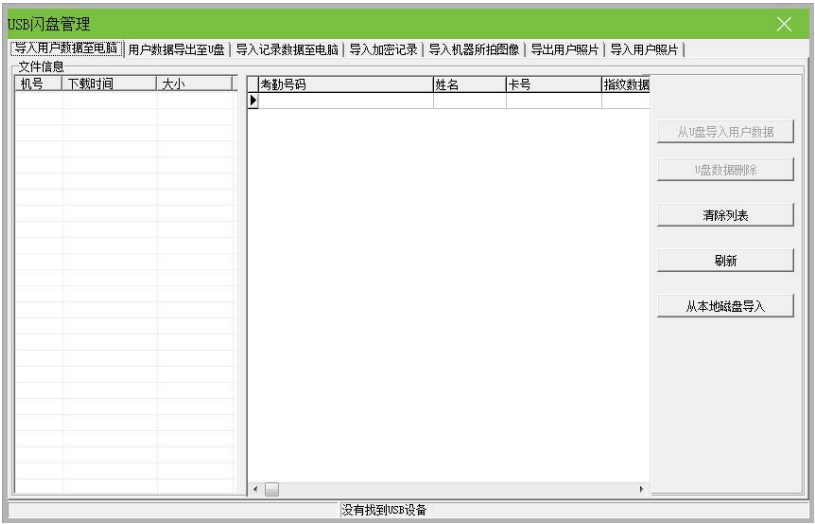 USB闪盘管理
导入用户数据至电脑 用户数据导出至U盘 导入记录数据至电脑 导入加密记录 导入机器所拍图像 导出用户照片 导入用户照片
文件信息
机号 下载时间 大小 考勤号码 姓名 卡号 指纹数据
从U盘导入用户数据
U盘数据删除
清除列表
刷新
从本地磁盘导入
没有找到USB设备